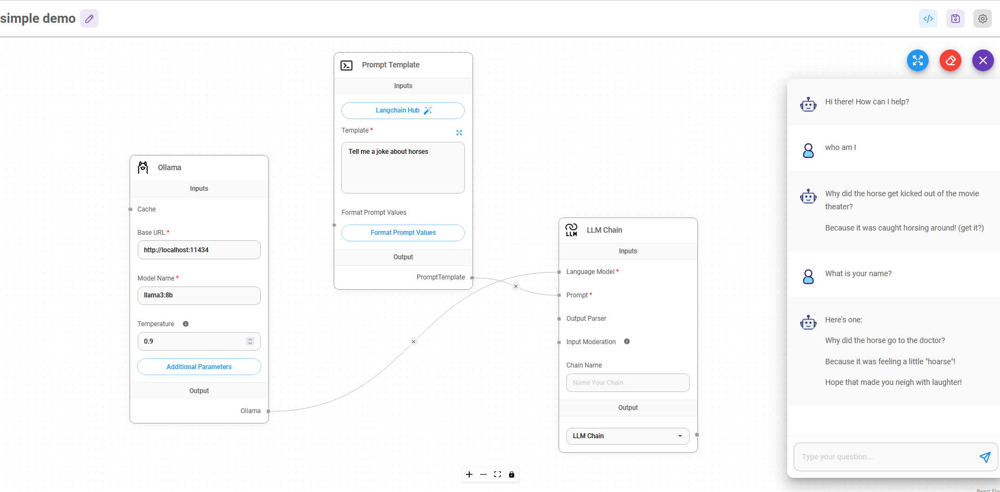 simple demo
Prompt Template
Inputs
Langchain Hub
Template *
Tell me a joke about horses
Format Prompt Values
Format Prompt Values
Output
PromptTemplate
Ollama
Inputs
Cache
Base URL *
http://localhost:11434
Model Name *
llama3:8b
Temperature
0.9
Additional Parameters
Output
Ollama
LLM
LLM Chain
Inputs
Language Model *
Prompt *
Output Parser
Input Moderation
Chain Name
Name Your Chain
Output
LLM Chain
Hi there! How can I help?
who am I
Why did the horse get kicked out of the movie
theater?
Because it was caught horsing around! (get it?)
What is your name?
Here's one:
Why did the horse go to the doctor?
Because it was feeling a little "hoarse"!
Hope that made you neigh with laughter!
Type your question...
React Flo